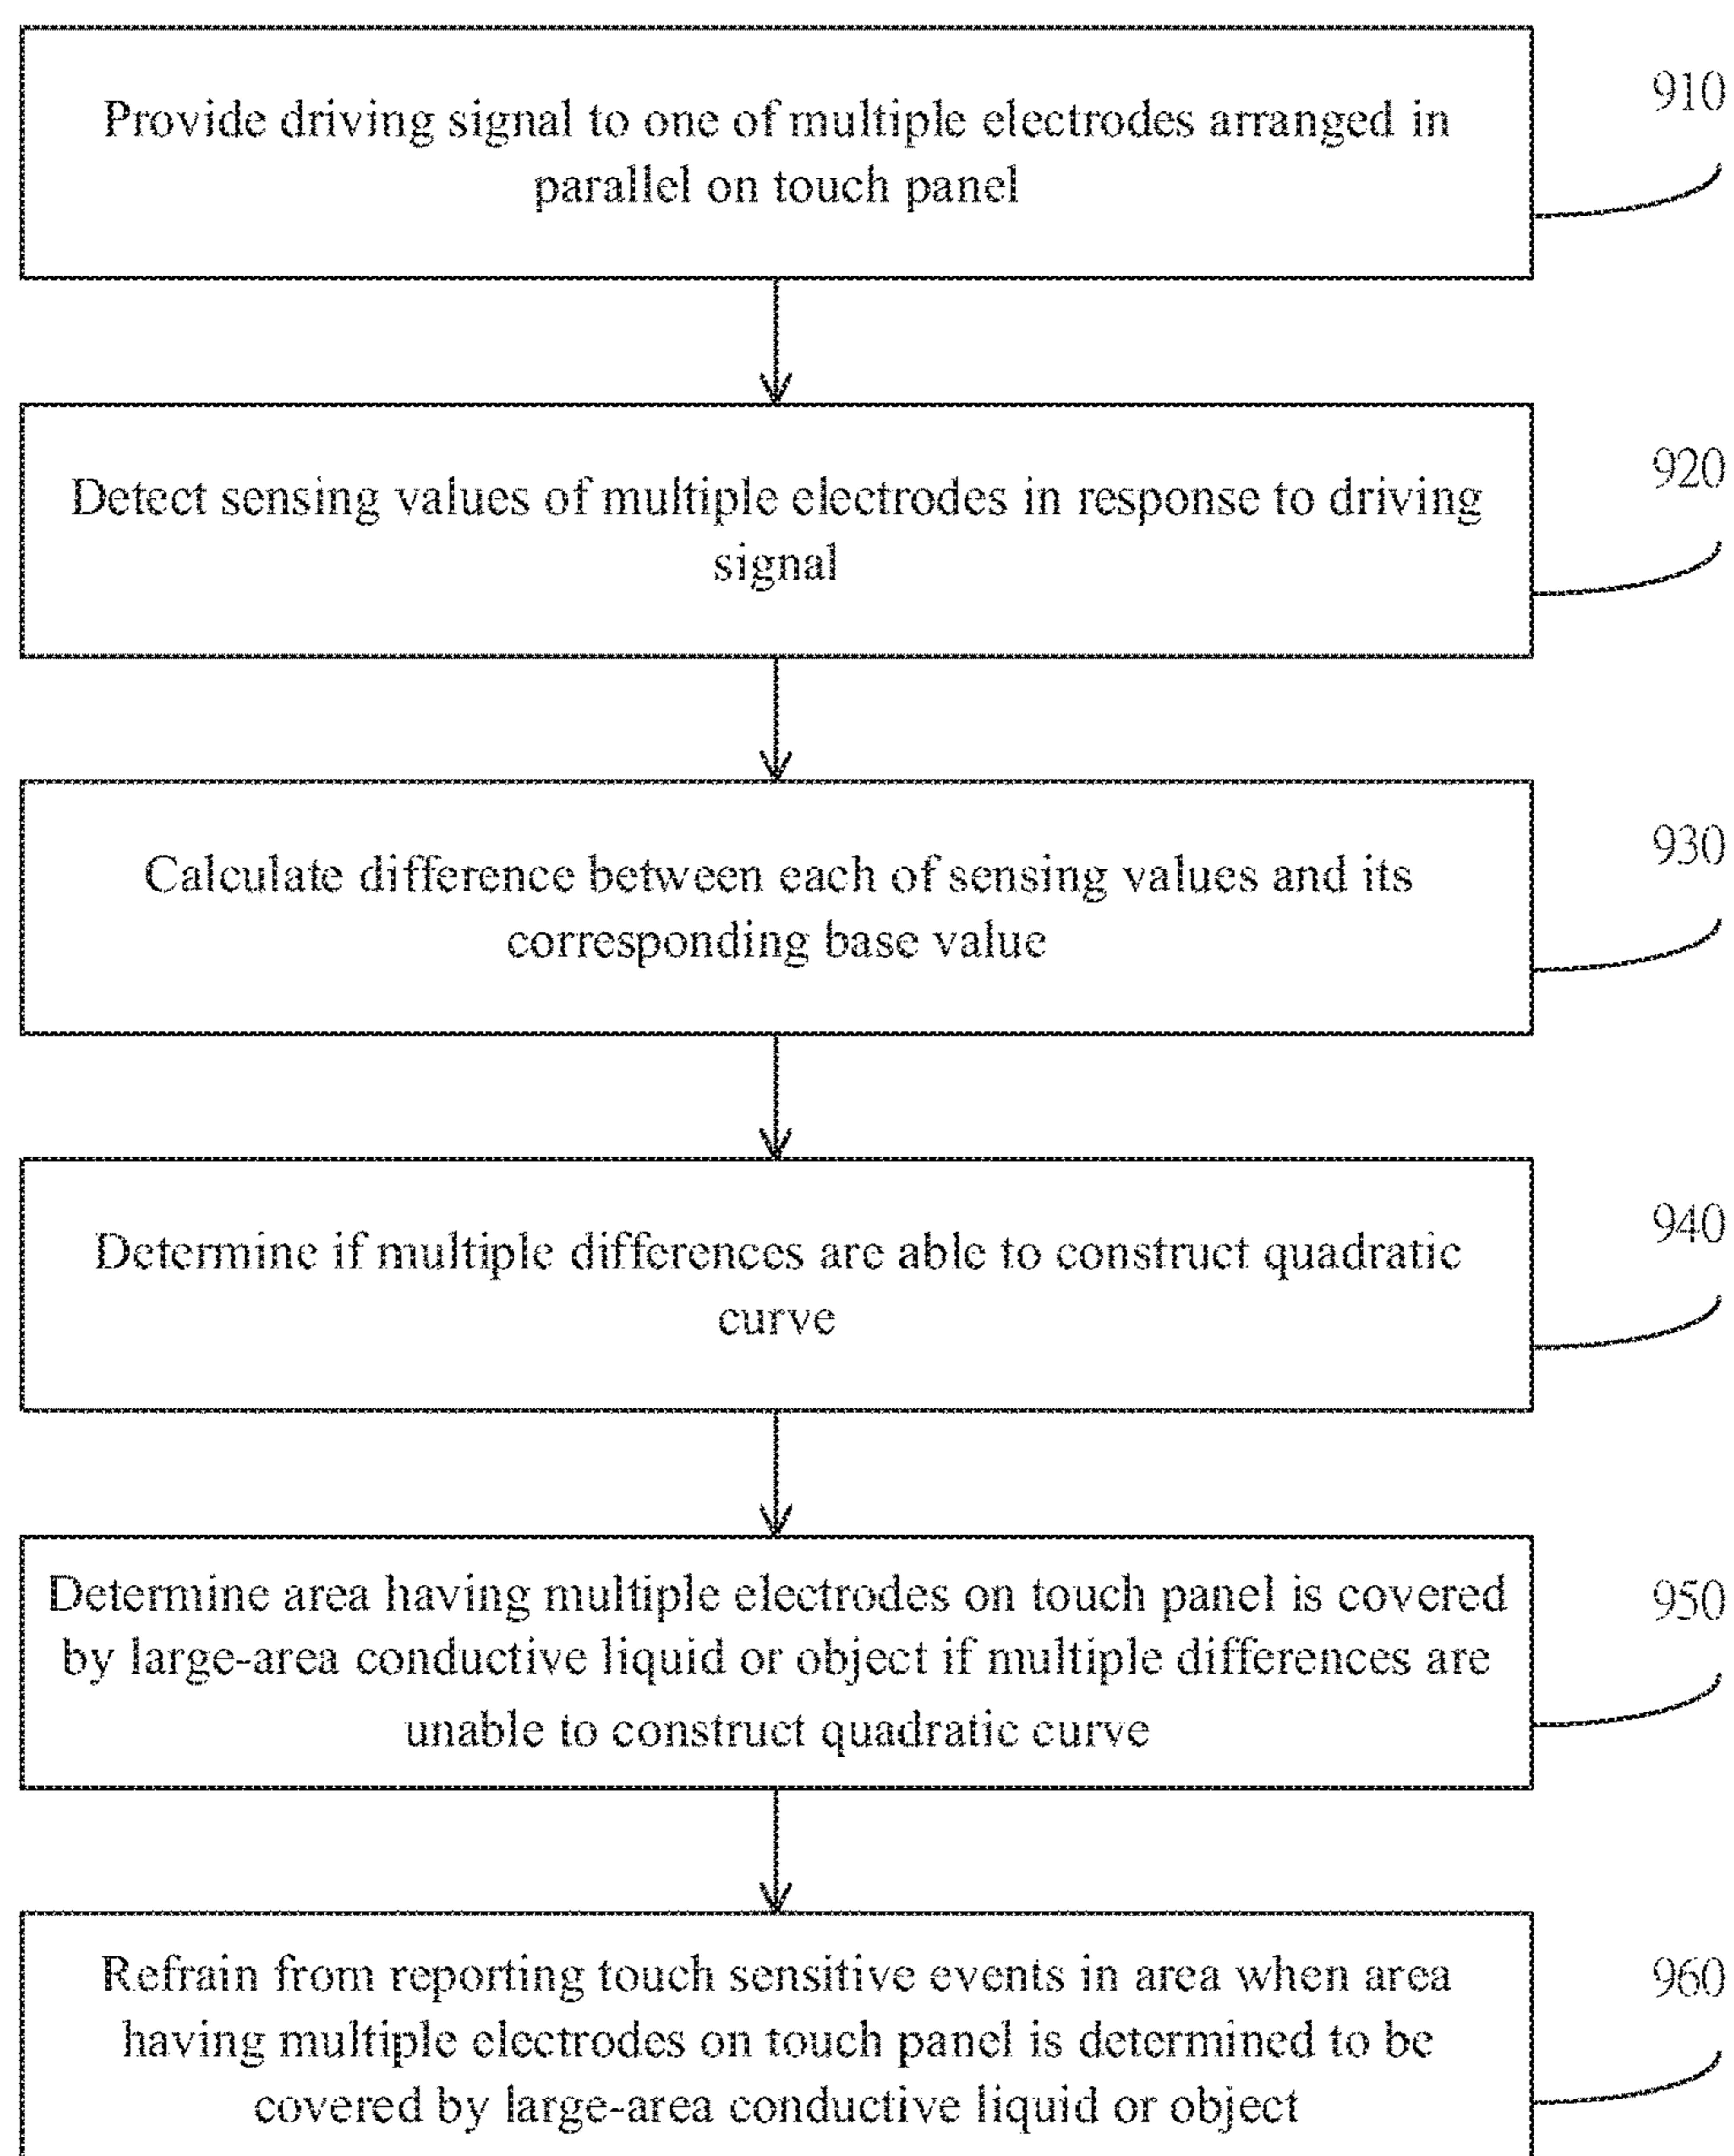 Provide driving signal to one of multiple electrodes arranged in
parallel on touch panel
910
Detect sensing values of multiple electrodes in response to driving
signal
920
Calculate difference between each of sensing values and its
corresponding base value
930
Determine if multiple differences are able to construct quadratic
curve
940
Determine area having multiple electrodes on touch panel is covered
by large-area conductive liquid or object if multiple differences are
unable to construct quadratic curve
950
Refrain from reporting touch sensitive events in area when area
having multiple electrodes on touch panel is determined to be
covered by large-area conductive liquid or object
960